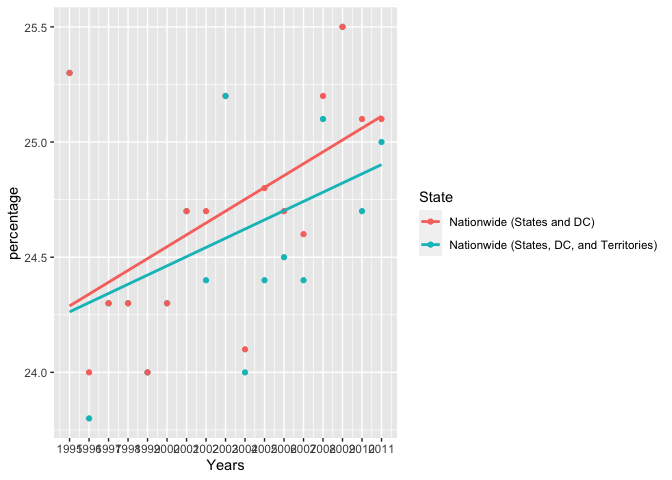 25.5
25.0
24.5
24.0
percentage
1995 1996 1997 1998 1999 2000 2001 2002 2003 2004 2005 2006 2007 2008 2009 2010 2011
Years
State
Nationwide (States and DC)
Nationwide (States, DC, and Territories)